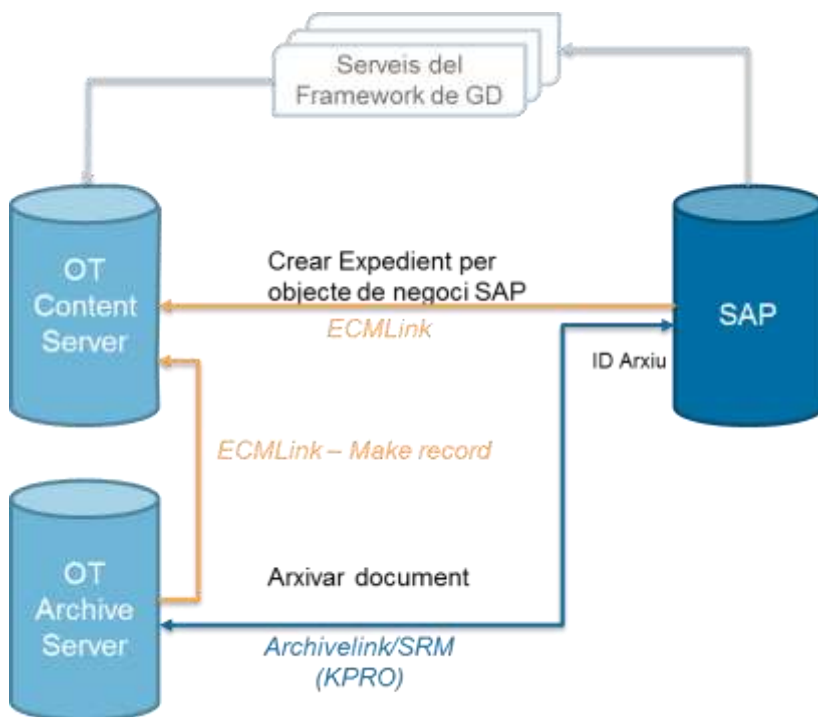 Serveis del
Framework de GD
OT
Content
Server
Crear Expedient per
objecte de negoci SAP
ECMLink
SAP
ID Arxiu
ECMLink – Make record
OT
Archive
Server
Arxivar document
Archivelink/SRM
(KPRO)